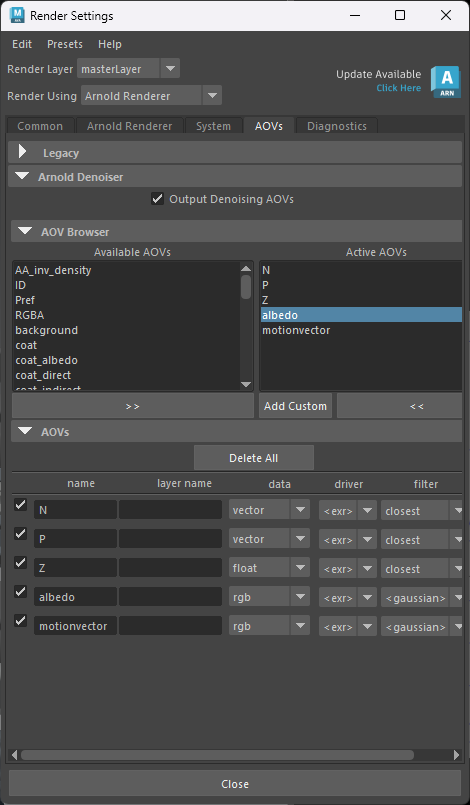 Render Settings
Edit Presets Help
Render Layer masterLayer
Update Available
Render Using Arnold Renderer
Click Here
Common Arnold Renderer System AOVs Diagnostics
Legacy
Arnold Denoiser
Output Denoising AOVs
AOV Browser
Available AOVs Active AOVs
AA_inv_density N
ID P
Pref Z
RGBA albedo
background motionvector
coat
coat_albedo
coat_direct
coat_indirect
>> Add Custom <<
AOVs
Delete All
name layer name data driver filter
N vector <exr> closest
P vector <exr> closest
Z float <exr> closest
albedo rgb <exr> <gaussian>
motionvector rgb <exr> <gaussian>
Close
M
ARN
A
ARN